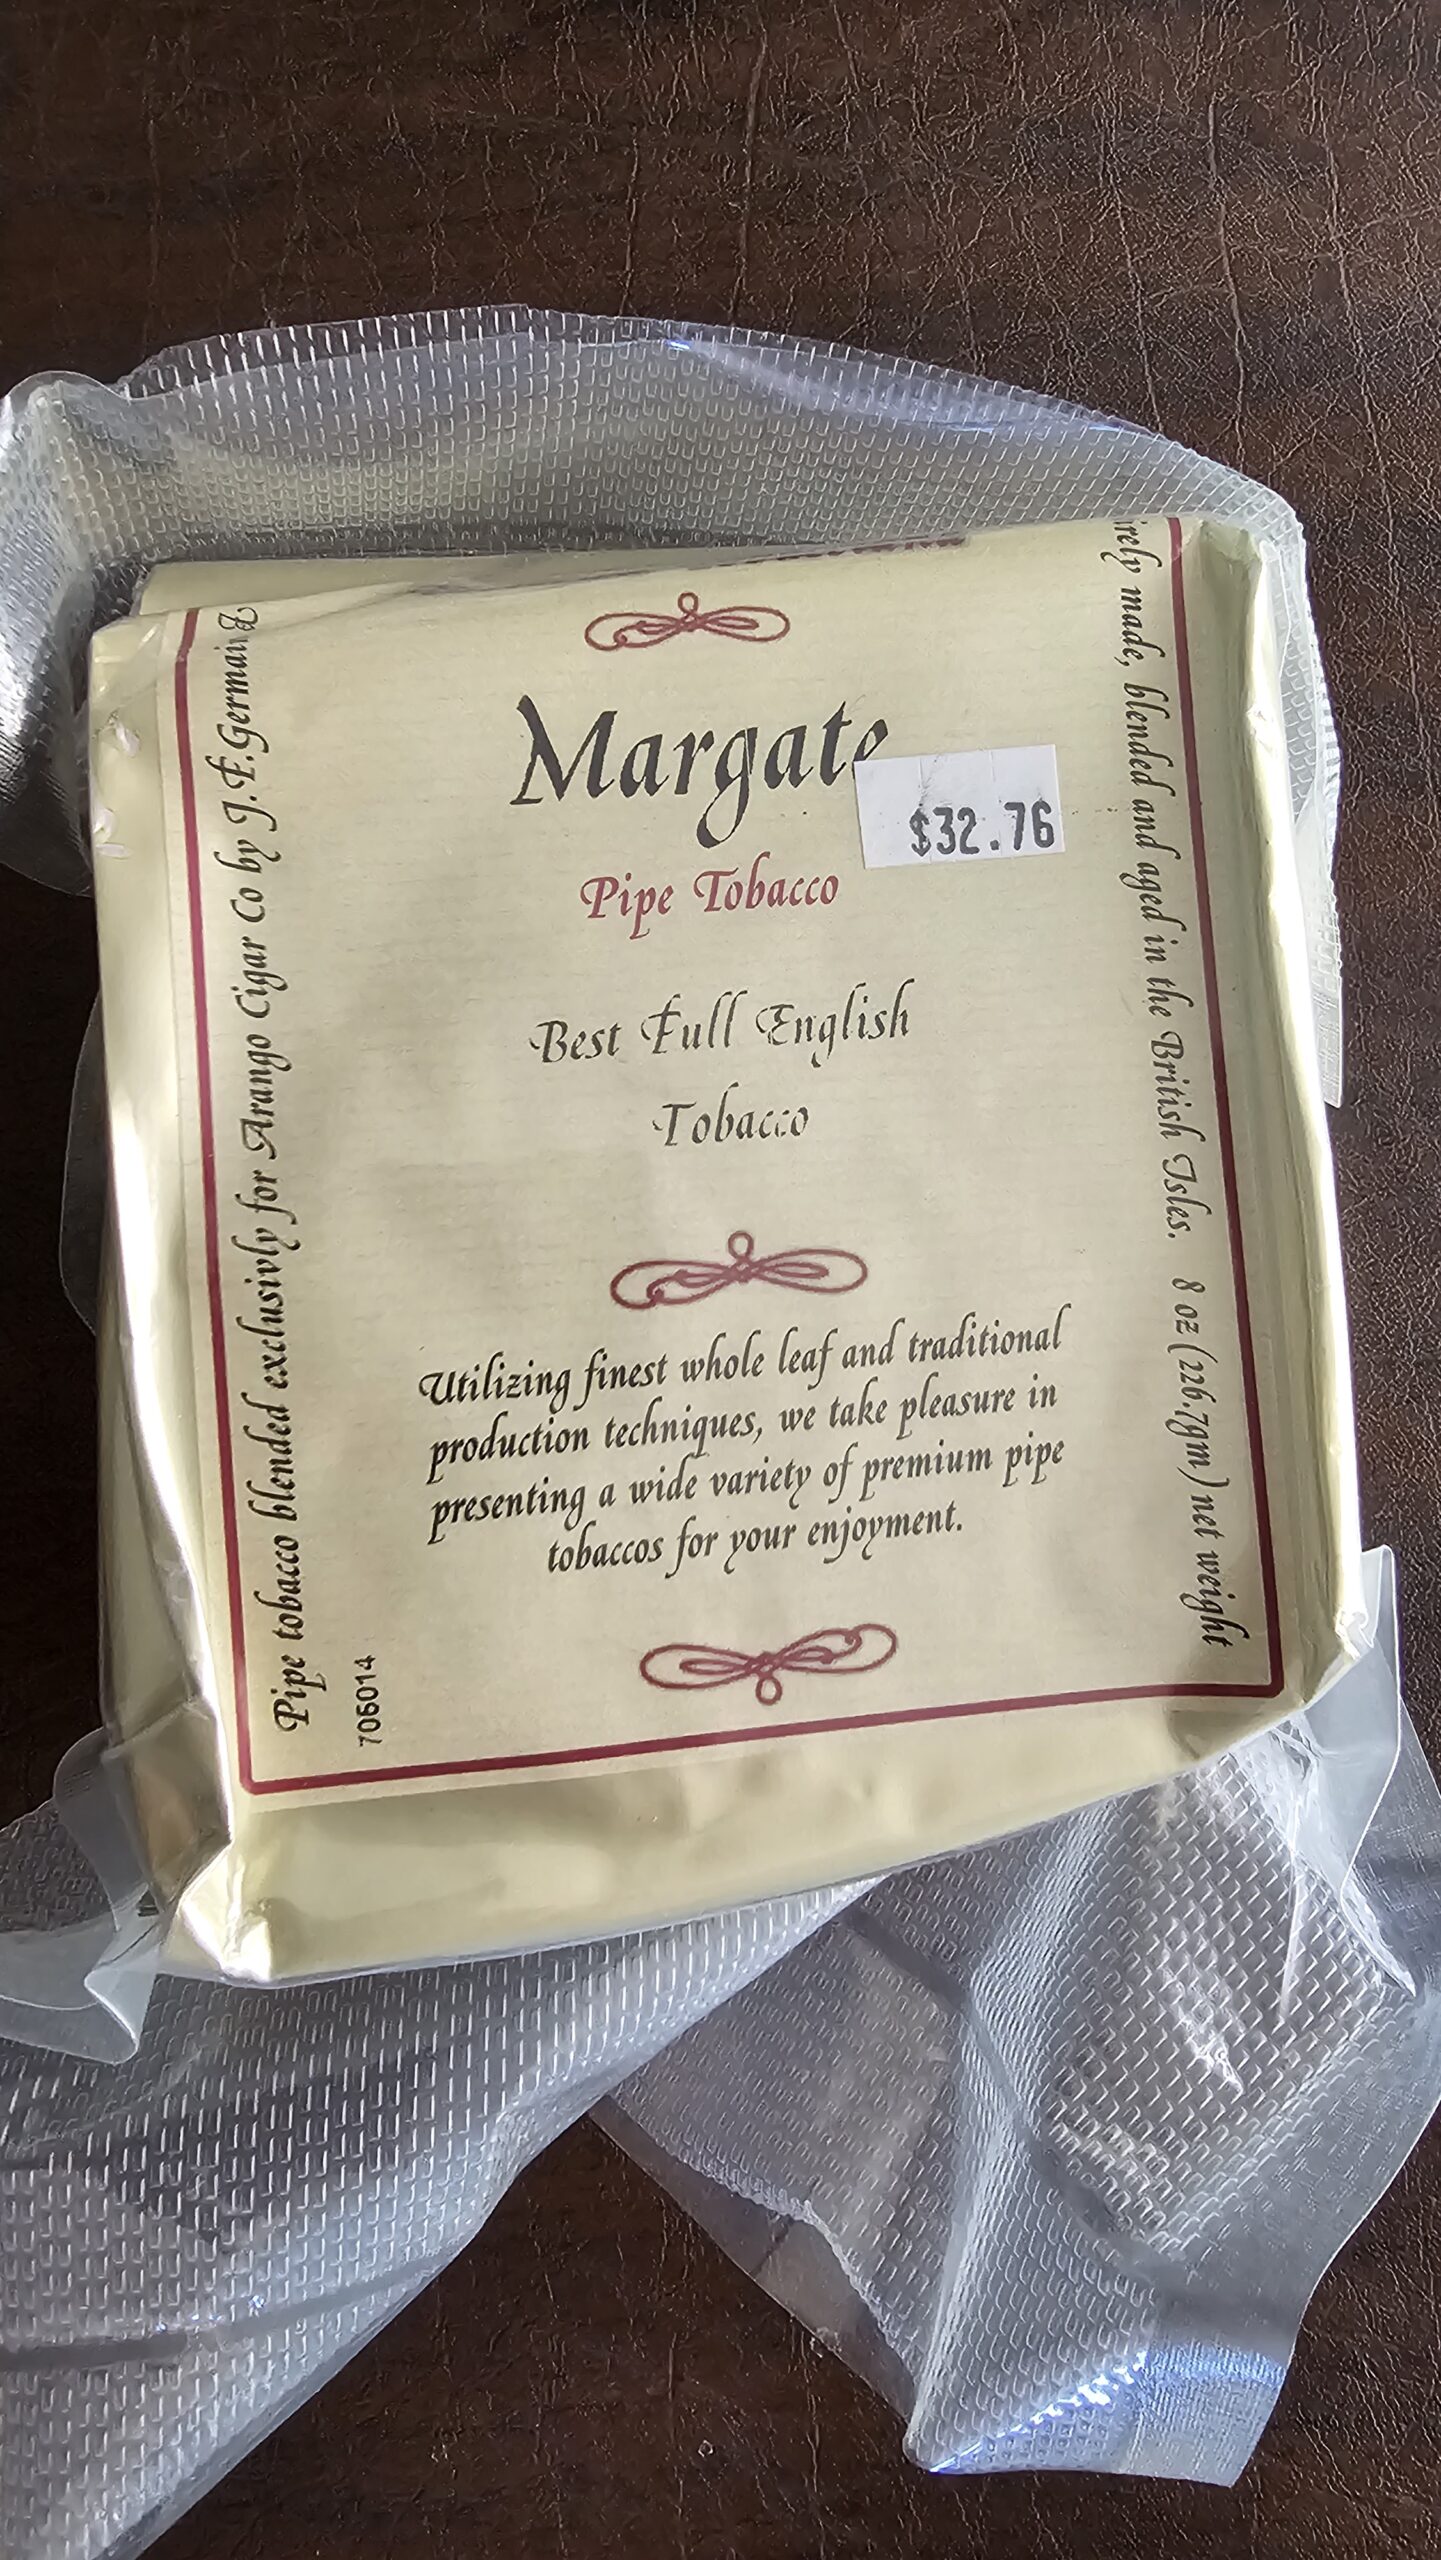 Margate
$32.76
Pipe Tobacco
Best Full English
Tobacco
Utilizing finest whole leaf and traditional
production techniques, we take pleasure in
presenting a wide variety of premium pipe
tobaccos for your enjoyment.
Pipe tobacco blended exclusivly for Arango Cigar Co by J.F.Germain
706014
made, blended and aged in the British Isles. 8 oz (226.7gm) net weight